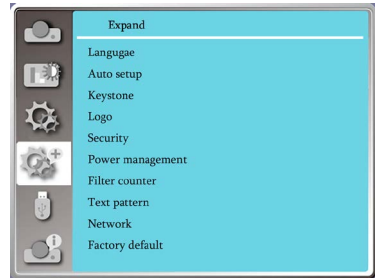 Expand
Langugae
Auto setup
Keystone
Logo
Security
Power management
Filter counter
Text pattern
Network
Factory default